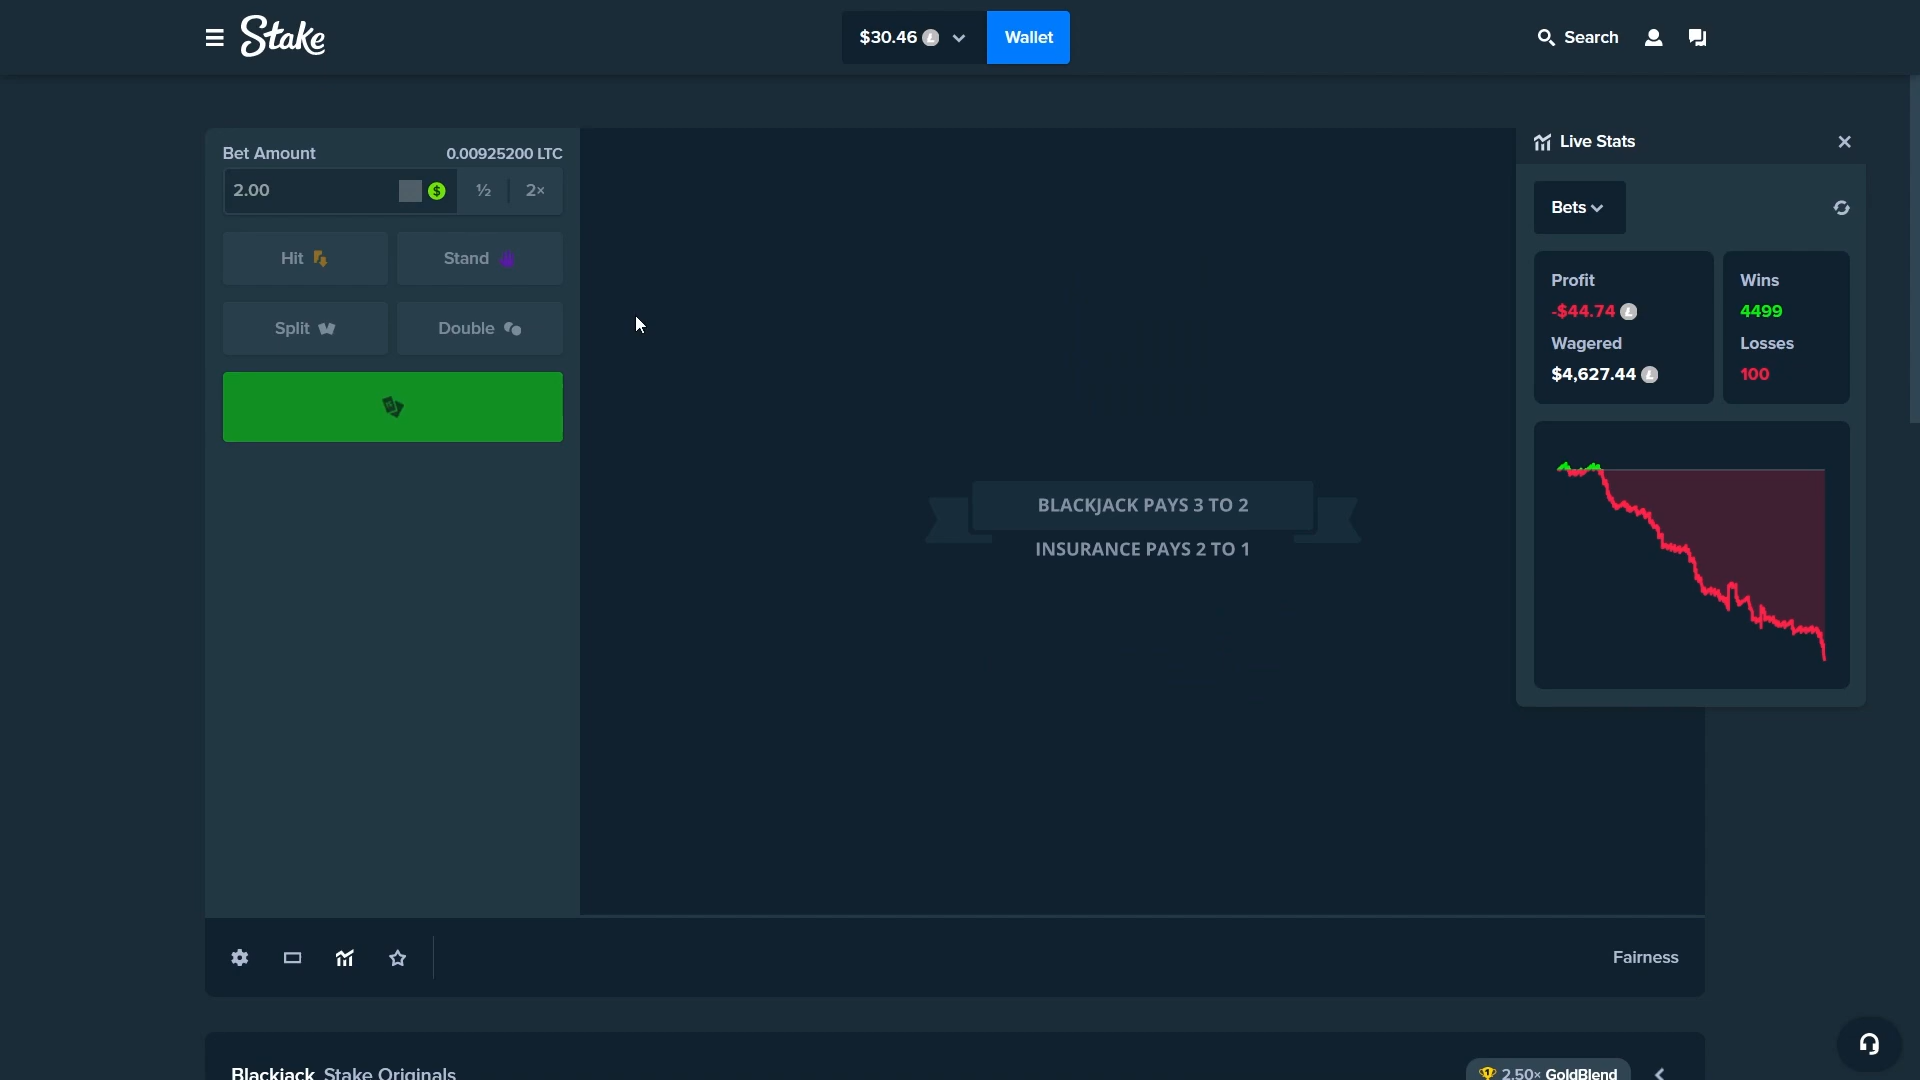 Stake
$30.46
Wallet
Search
Bet Amount
0.00925200 LTC
2.00
½
2×
Hit
Stand
Split
Double
BLACKJACK PAYS 3 TO 2
INSURANCE PAYS 2 TO 1
Live Stats
Bets
Profit
-$44.74
Wagered
$4,627.44
Wins
4499
Losses
100
Fairness
Blackjack Stake Originals
2.50× GoldBlend